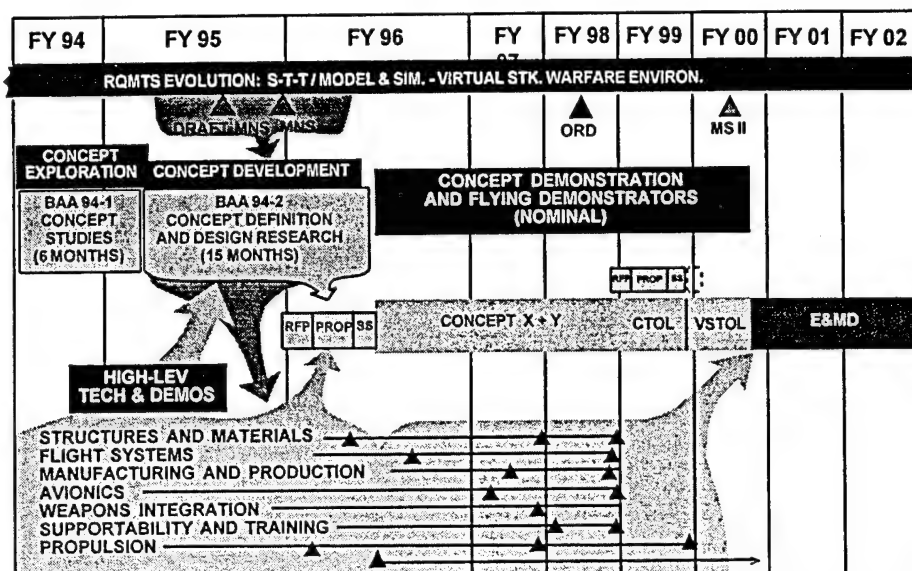 FY 94 FY 95 FY 96 FY FY 98 FY 99 FY 00 FY 01 FY 02
RQMTS EVOLUTION: S-T-T / MODEL & SIM. - VIRTUAL STK. WARFARE ENVIRON.
DRAFT MNS MNS
ORD
MS II
CONCEPT
EXPLORATION
CONCEPT DEVELOPMENT
BAA 94-1
CONCEPT
STUDIES
(6 MONTHS)
BAA 94-2
CONCEPT DEFINITION
AND DESIGN RESEARCH
(15 MONTHS)
CONCEPT DEMONSTRATION
AND FLYING DEMONSTRATORS
(NOMINAL)
RFP PROP SS
RFP PROP SS
CONCEPT X + Y
CTOL
VSTOL
E&MD
HIGH-LEV
TECH & DEMOS
STRUCTURES AND MATERIALS
FLIGHT SYSTEMS
MANUFACTURING AND PRODUCTION
AVIONICS
WEAPONS INTEGRATION
SUPPORTABILITY AND TRAINING
PROPULSION